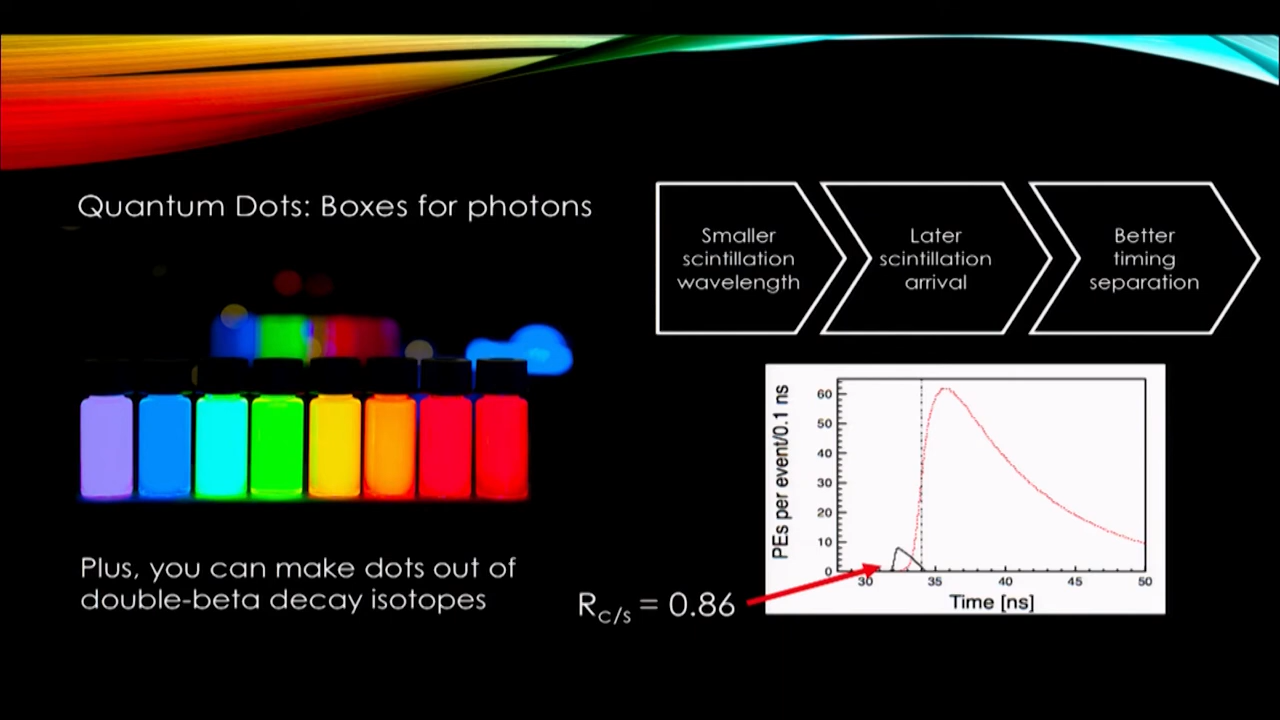 Quantum Dots: Boxes for photons
Smaller
scintillation
wavelength
Later
scintillation
arrival
Better
timing
separation
Plus, you can make dots out of
double-beta decay isotopes
Rc/s = 0.86
PEs per event/0.1 ns
60
50
40
30
20
10
0
30
35
40
45
50
Time [ns]